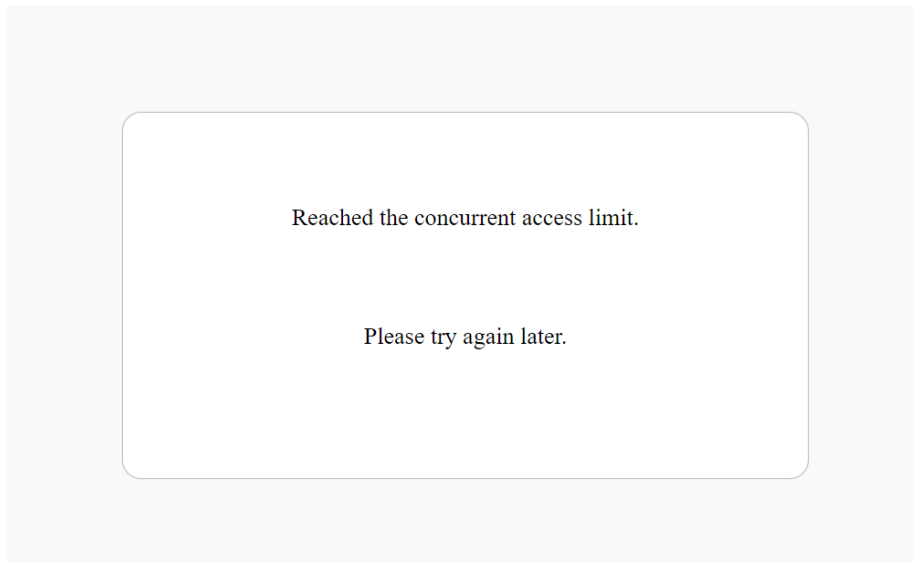 Reached the concurrent access limit.
Please try again later.